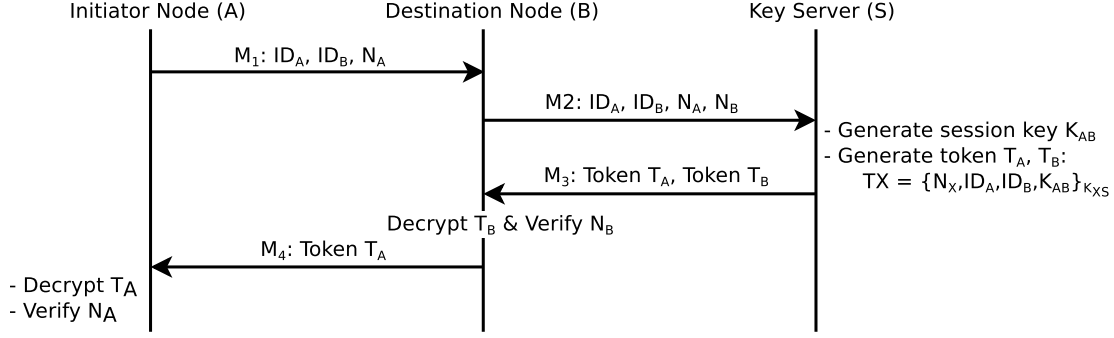 Initiator Node (A)
Destination Node (B)
Key Server (S)
M1: IDA, IDB, NA
M2: IDA, IDB, NA, NB
- Generate session key KAB
- Generate token TA, TB:
TX = {NX,IDA,IDB,KAB}KXS
M3: Token TA, Token TB
Decrypt TB & Verify NB
M4: Token TA
- Decrypt TA
- Verify NA